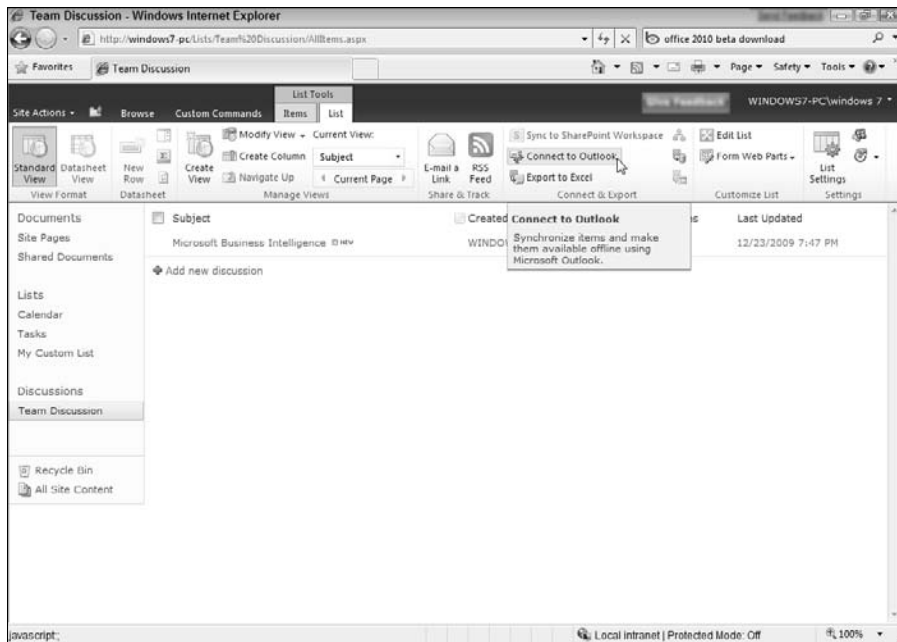 Team Discussion - Windows Internet Explorer
http://windows7-pc/Lists/Team%20Discussion/AllItems.aspx
office 2010 beta download
Favorites
Team Discussion
Page
Safety
Tools
List Tools
Site Actions
Browse
Custom Commands
Items
List
WINDOWS7-PC\windows 7
Standard View
Datasheet View
View Format
New Row
Datasheet
Create View
Modify View
Create Column
Navigate Up
Current View:
Subject
Current Page
Manage Views
E-mail a Link
RSS Feed
Share & Track
Sync to SharePoint Workspace
Connect to Outlook
Export to Excel
Connect & Export
Edit List
Form Web Parts
Customize List
List Settings
Settings
Documents
Site Pages
Shared Documents
Lists
Calendar
Tasks
My Custom List
Discussions
Team Discussion
Recycle Bin
All Site Content
Subject
Created
Last Updated
Microsoft Business Intelligence NEW
12/23/2009 7:47 PM
Add new discussion
Connect to Outlook
Synchronize items and make
them available offline using
Microsoft Outlook.
javascript:;
Local intranet | Protected Mode: Off
100%